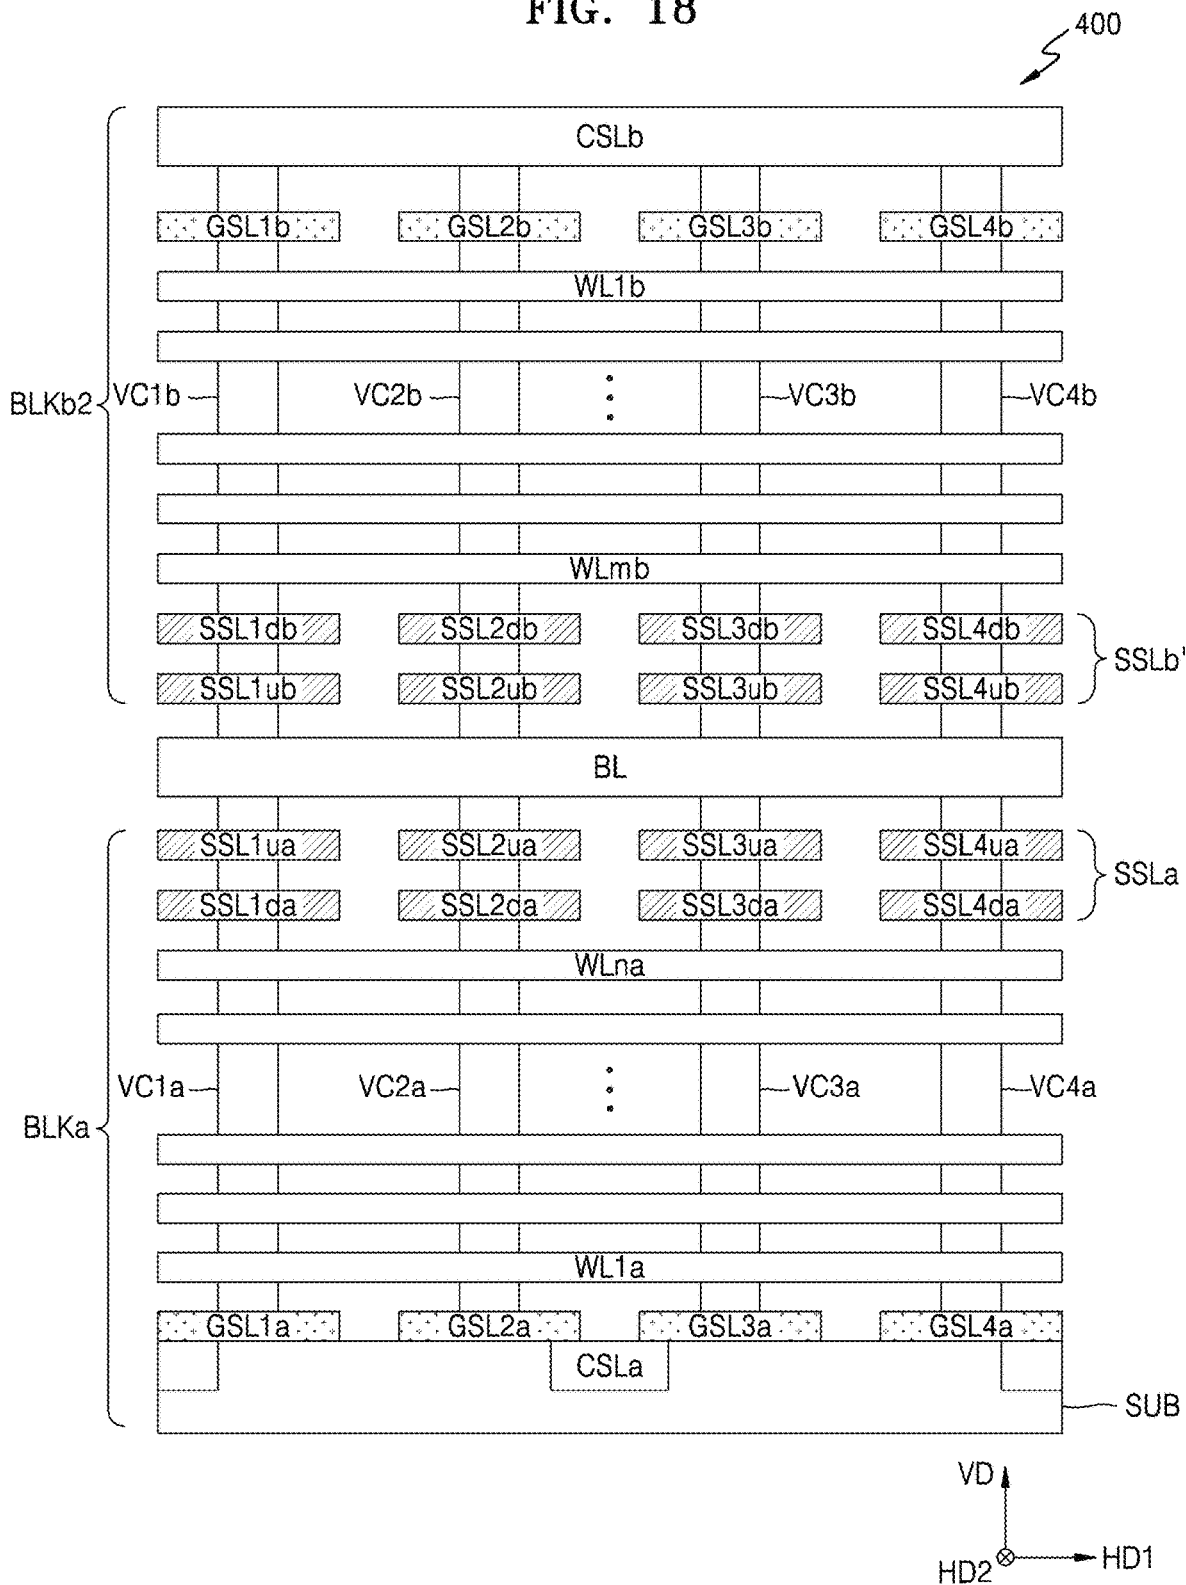 FIG. 18
400
CSLb
GSL1b GSL2b GSL3b GSL4b
WL1b
BLKb2 VC1b VC2b VC3b VC4b
WLmb
SSL1db SSL2db SSL3db SSL4db
SSLb'
SSL1ub SSL2ub SSL3ub SSL4ub
BL
SSL1ua SSL2ua SSL3ua SSL4ua
SSLa
SSL1da SSL2da SSL3da SSL4da
WLna
VC1a VC2a VC3a VC4a
BLKa
WL1a
GSL1a GSL2a GSL3a GSL4a
CSLa
SUB
VD
HD1
HD2